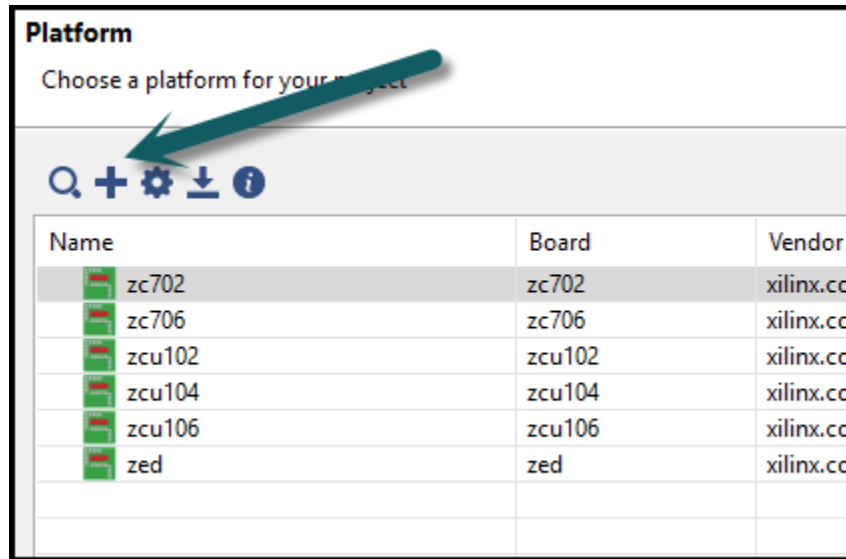 Platform
Choose a platform for your project
Name Board Vendor
zc702 zc702 xilinx.co
zc706 zc706 xilinx.co
zcu102 zcu102 xilinx.co
zcu104 zcu104 xilinx.co
zcu106 zcu106 xilinx.co
zed zed xilinx.co